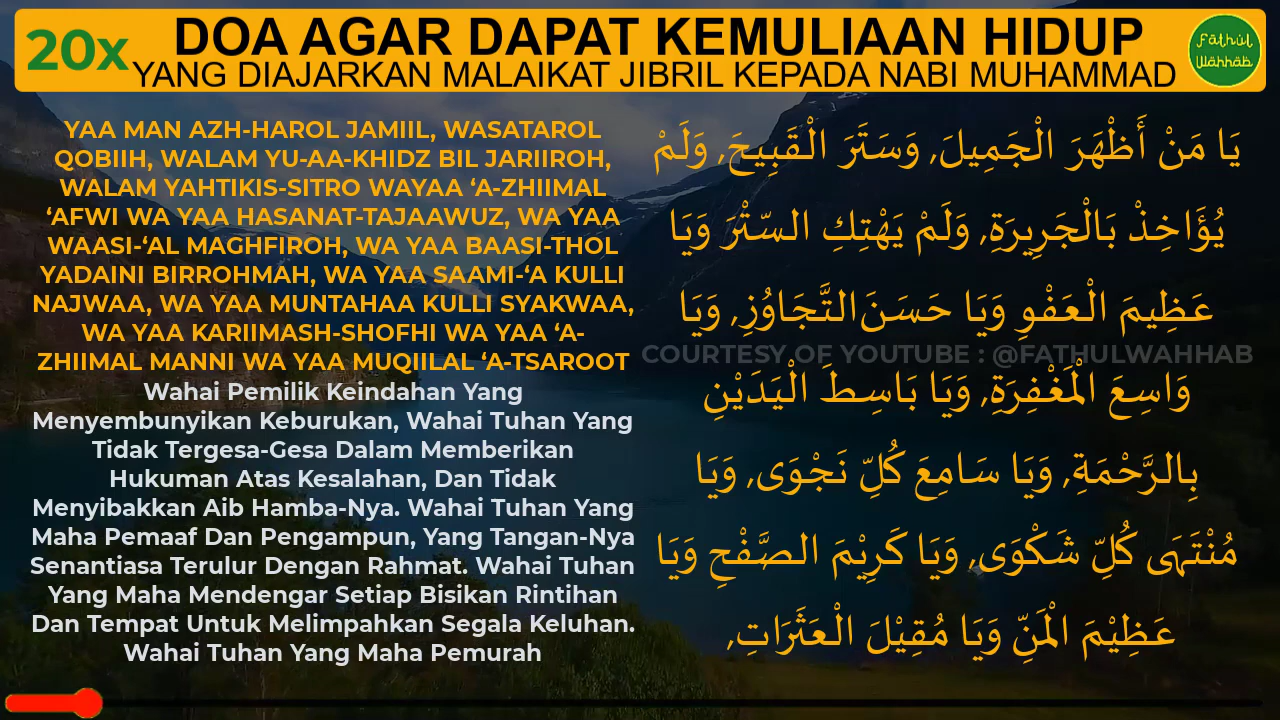 20x
DOA AGAR DAPAT KEMULIAAN HIDUP
YANG DIAJARKAN MALAIKAT JIBRIL KEPADA NABI MUHAMMAD
Fathul
Wahhab
YAA MAN AZH-HAROL JAMIIL, WASATAROL
QOBIIH, WALAM YU-AA-KHIDZ BIL JARIIROH,
WALAM YAHTIKIS-SITRO WAYAA ‘A-ZHIIMAL
‘AFWI WA YAA HASANAT-TAJAAWUZ, WA YAA
WAASI-‘AL MAGHFIROH, WA YAA BAASI-THOL
YADAINI BIRROHMAH, WA YAA SAAMI-‘A KULLI
NAJWAA, WA YAA MUNTAHAA KULLI SYAKWAA,
WA YAA KARIIMASH-SHOFHI WA YAA ‘A-
ZHIIMAL MANNI WA YAA MUQIILAL ‘A-TSAROOT
Wahai Pemilik Keindahan Yang
Menyembunyikan Keburukan, Wahai Tuhan Yang
Tidak Tergesa-Gesa Dalam Memberikan
Hukuman Atas Kesalahan, Dan Tidak
Menyibakkan Aib Hamba-Nya. Wahai Tuhan Yang
Maha Pemaaf Dan Pengampun, Yang Tangan-Nya
Senantiasa Terulur Dengan Rahmat. Wahai Tuhan
Yang Maha Mendengar Setiap Bisikan Rintihan
Dan Tempat Untuk Melimpahkan Segala Keluhan.
Wahai Tuhan Yang Maha Pemurah
يَا مَنْ أَظْهَرَ الْجَمِيلَ, وَسَتَرَ الْقَبِيحَ, وَلَمْ
يُؤَاخِذْ بَالْجَرِيرَةِ, وَلَمْ يَهْتِكِ السّتْرَ وَيَا
عَظِيمَ الْعَفْوِ وَيَا حَسَنَ التَّجَاوُزِ, وَيَا
COURTESY OF YOUTUBE : @FATHULWAHHAB
وَاسِعَ الْمَغْفِرَةِ, وَيَا بَاسِطَ الْيَدَيْنِ
بِالرَّحْمَةِ, وَيَا سَامِعَ كُلِّ نَجْوَى, وَيَا
مُنْتَهَى كُلِّ شَكْوَى, وَيَا كَرِيْمَ الصَّفْحِ وَيَا
عَظِيْمَ الْمَنِّ وَيَا مُقِيْلَ الْعَثَرَاتِ,